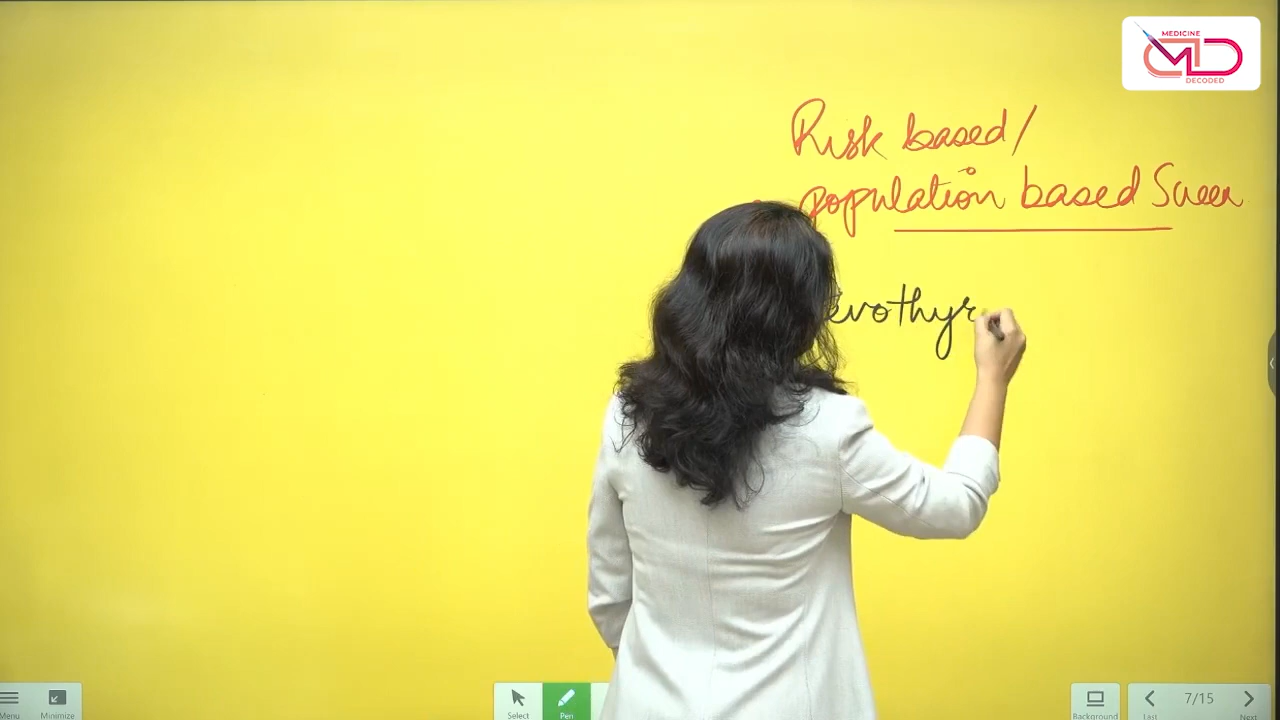 MEDICINE
MD
DECODED
Risk based/
population based Screen
evothyr
Menu
Minimize
Select
Pen
Background
7/15
Last
Next